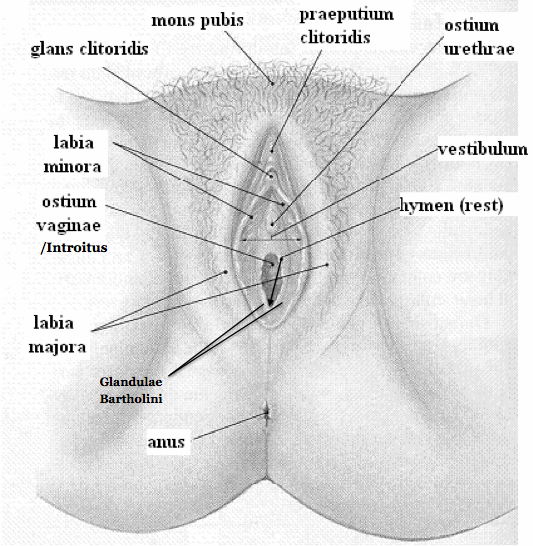 mons pubis
praeputium
clitoridis
ostium
urethrae
glans clitoridis
labia
minora
vestibulum
ostium
vaginae
/Introitus
hymen (rest)
labia
majora
Glandulae
Bartholini
anus